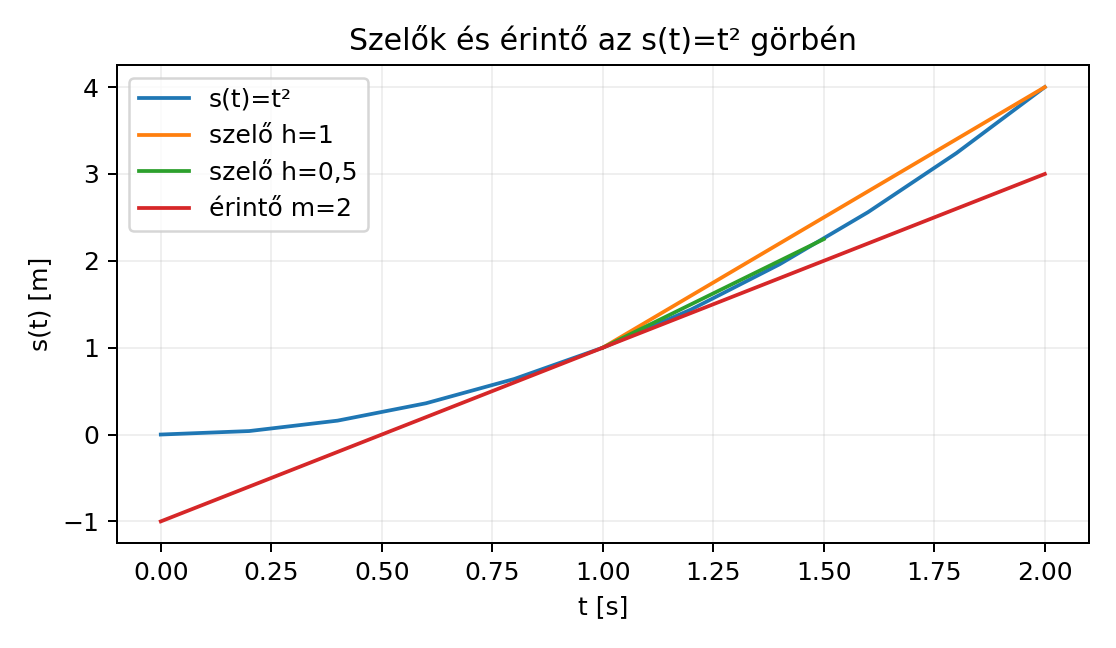 Szelők és érintő az s(t)=t² görbén
s(t)=t²
szelő h=1
szelő h=0,5
érintő m=2
s(t) [m]
4
3
2
1
0
−1
0.00 0.25 0.50 0.75 1.00 1.25 1.50 1.75 2.00
t [s]